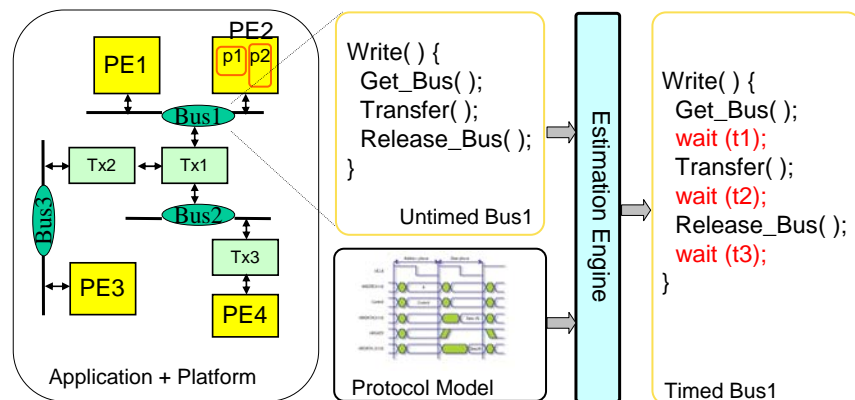 PE1
PE2
p1
p2
Bus1
Tx2
Tx1
Bus3
Bus2
Tx3
PE3
PE4
Application + Platform
Write( ) {
Get_Bus( );
Transfer( );
Release_Bus( );
}
Untimed Bus1
Protocol Model
Estimation Engine
Write( ) {
Get_Bus( );
wait (t1);
Transfer( );
wait (t2);
Release_Bus( );
wait (t3);
}
Timed Bus1